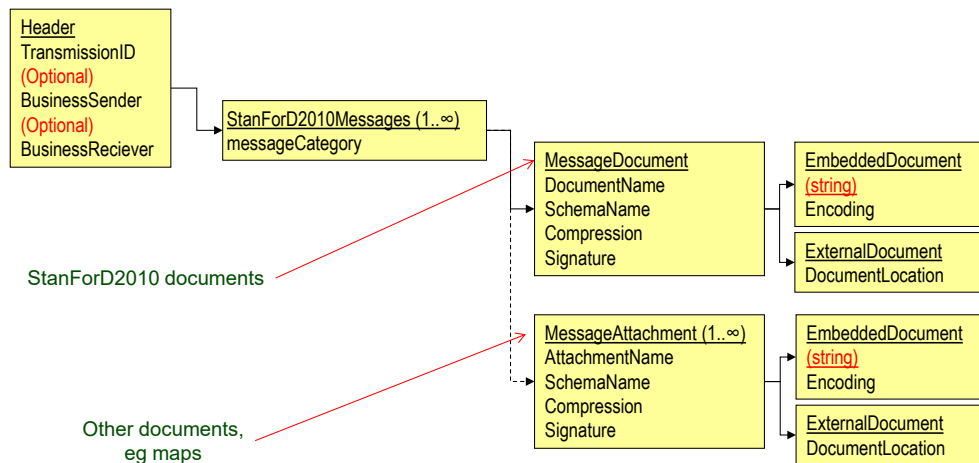 Header
TransmissionID
(Optional)
BusinessSender
(Optional)
BusinessReciever
StanForD2010Messages (1..∞)
messageCategory
MessageDocument
DocumentName
SchemaName
Compression
Signature
EmbeddedDocument
(string)
Encoding
ExternalDocument
DocumentLocation
StanForD2010 documents
MessageAttachment (1..∞)
AttachmentName
SchemaName
Compression
Signature
EmbeddedDocument
(string)
Encoding
ExternalDocument
DocumentLocation
Other documents,
eg maps